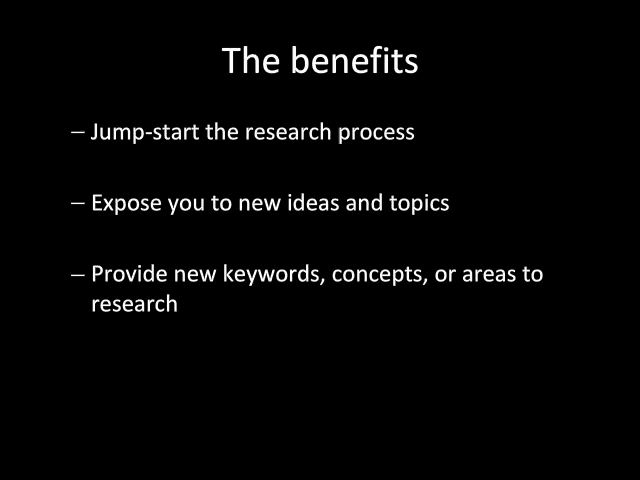 The benefits
– Jump-start the research process
– Expose you to new ideas and topics
– Provide new keywords, concepts, or areas to
research